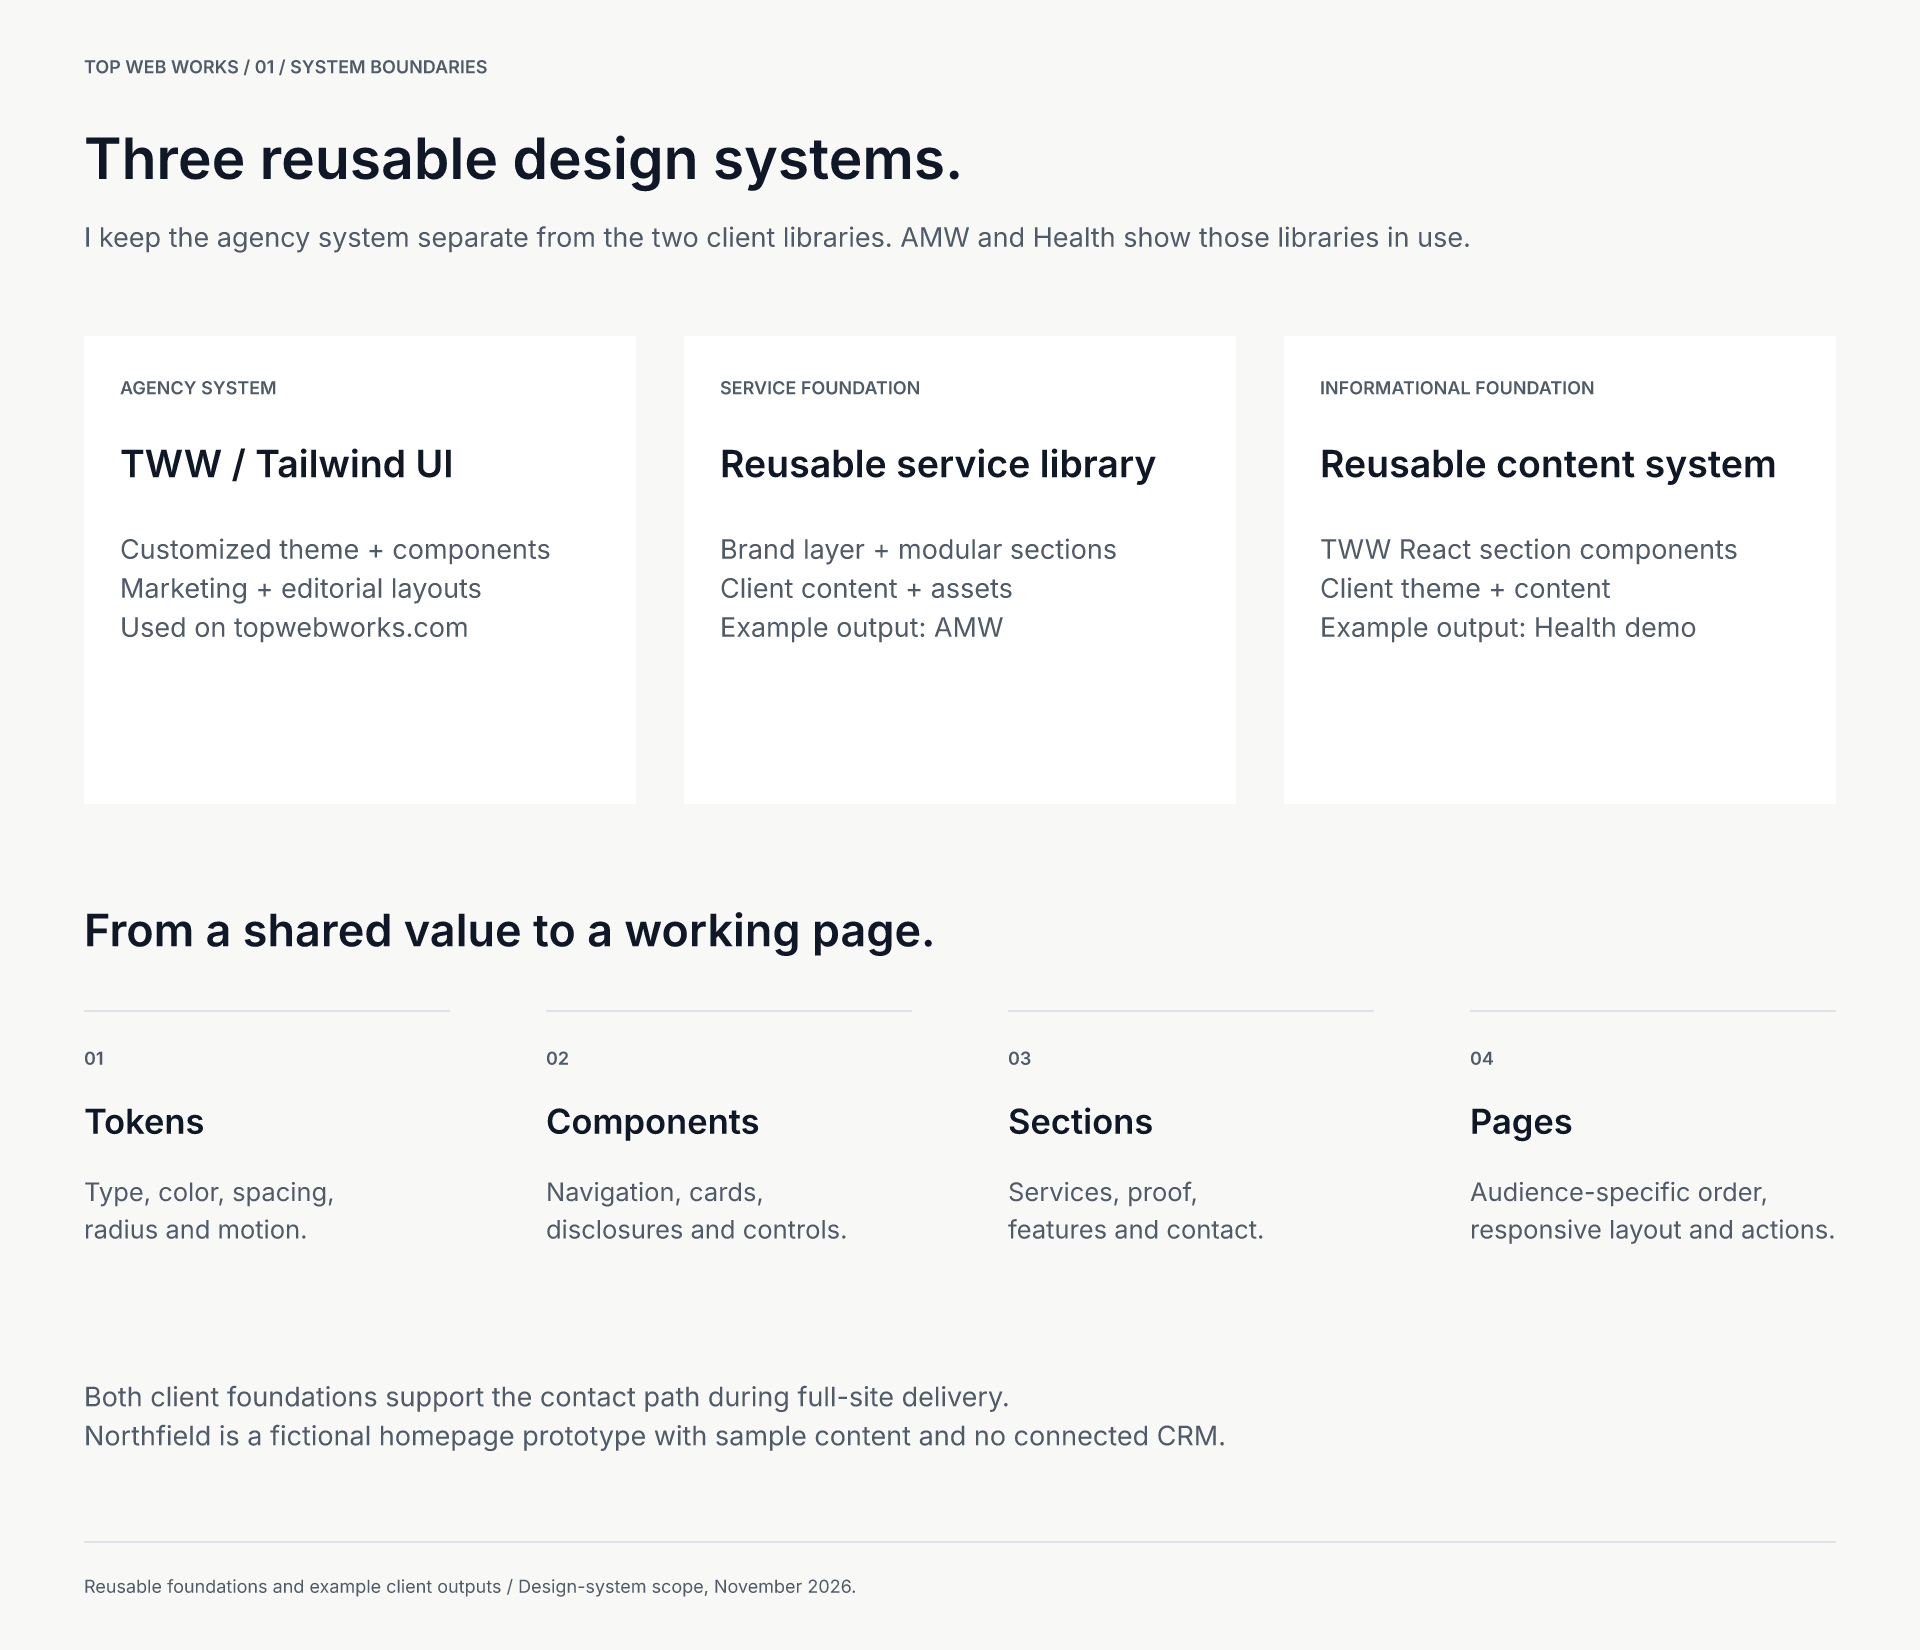 TOP WEB WORKS / 01 / SYSTEM BOUNDARIES
Three reusable design systems.
I keep the agency system separate from the two client libraries. AMW and Health show those libraries in use.
AGENCY SYSTEM
TWW / Tailwind UI
Customized theme + components
Marketing + editorial layouts
Used on topwebworks.com
SERVICE FOUNDATION
Reusable service library
Brand layer + modular sections
Client content + assets
Example output: AMW
INFORMATIONAL FOUNDATION
Reusable content system
TWW React section components
Client theme + content
Example output: Health demo
From a shared value to a working page.
01
Tokens
Type, color, spacing,
radius and motion.
02
Components
Navigation, cards,
disclosures and controls.
03
Sections
Services, proof,
features and contact.
04
Pages
Audience-specific order,
responsive layout and actions.
Both client foundations support the contact path during full-site delivery.
Northfield is a fictional homepage prototype with sample content and no connected CRM.
Reusable foundations and example client outputs / Design-system scope, November 2026.